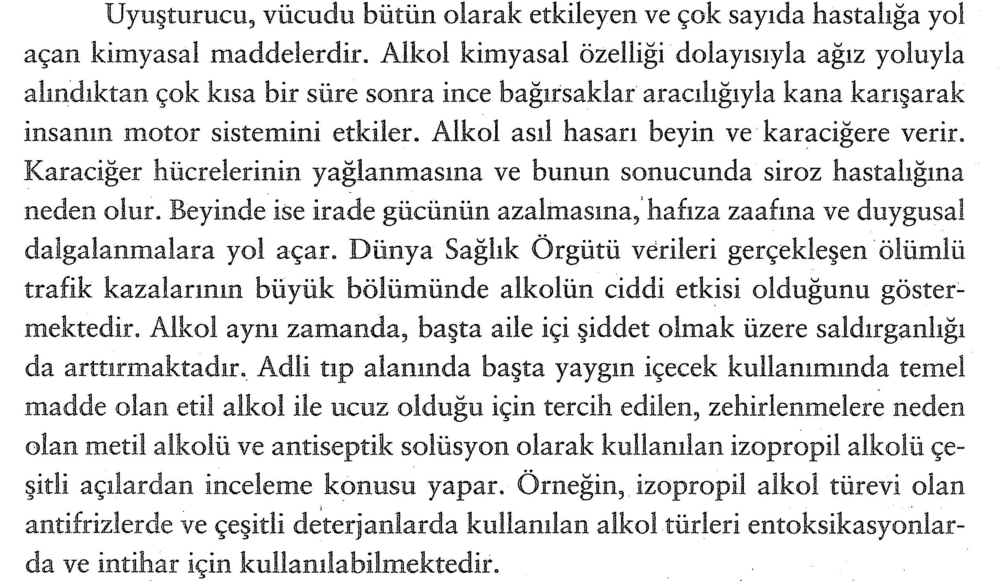 Uyuşturucu, vücudu bütün olarak etkileyen ve çok sayıda hastalığa yol
açan kimyasal maddelerdir. Alkol kimyasal özelliği dolayısıyla ağız yoluyla
alındıktan çok kısa bir süre sonra ince bağırsaklar aracılığıyla kana karışarak
insanın motor sistemini etkiler. Alkol asıl hasarı beyin ve karaciğere verir.
Karaciğer hücrelerinin yağlanmasına ve bunun sonucunda siroz hastalığına
neden olur. Beyinde ise irade gücünün azalmasına, hafıza zaafına ve duygusal
dalgalanmalara yol açar. Dünya Sağlık Örgütü verileri gerçekleşen ölümlü
trafik kazalarının büyük bölümünde alkolün ciddi etkisi olduğunu göster-
mektedir. Alkol aynı zamanda, başta aile içi şiddet olmak üzere saldırganlığı
da arttırmaktadır. Adli tıp alanında başta yaygın içecek kullanımında temel
madde olan etil alkol ile ucuz olduğu için tercih edilen, zehirlenmelere neden
olan metil alkolü ve antiseptik solüsyon olarak kullanılan izopropil alkolü çe-
şitli açılardan inceleme konusu yapar. Örneğin, izopropil alkol türevi olan
antifrizlerde ve çeşitli deterjanlarda kullanılan alkol türleri entoksikasyonlar-
da ve intihar için kullanılabilmektedir.